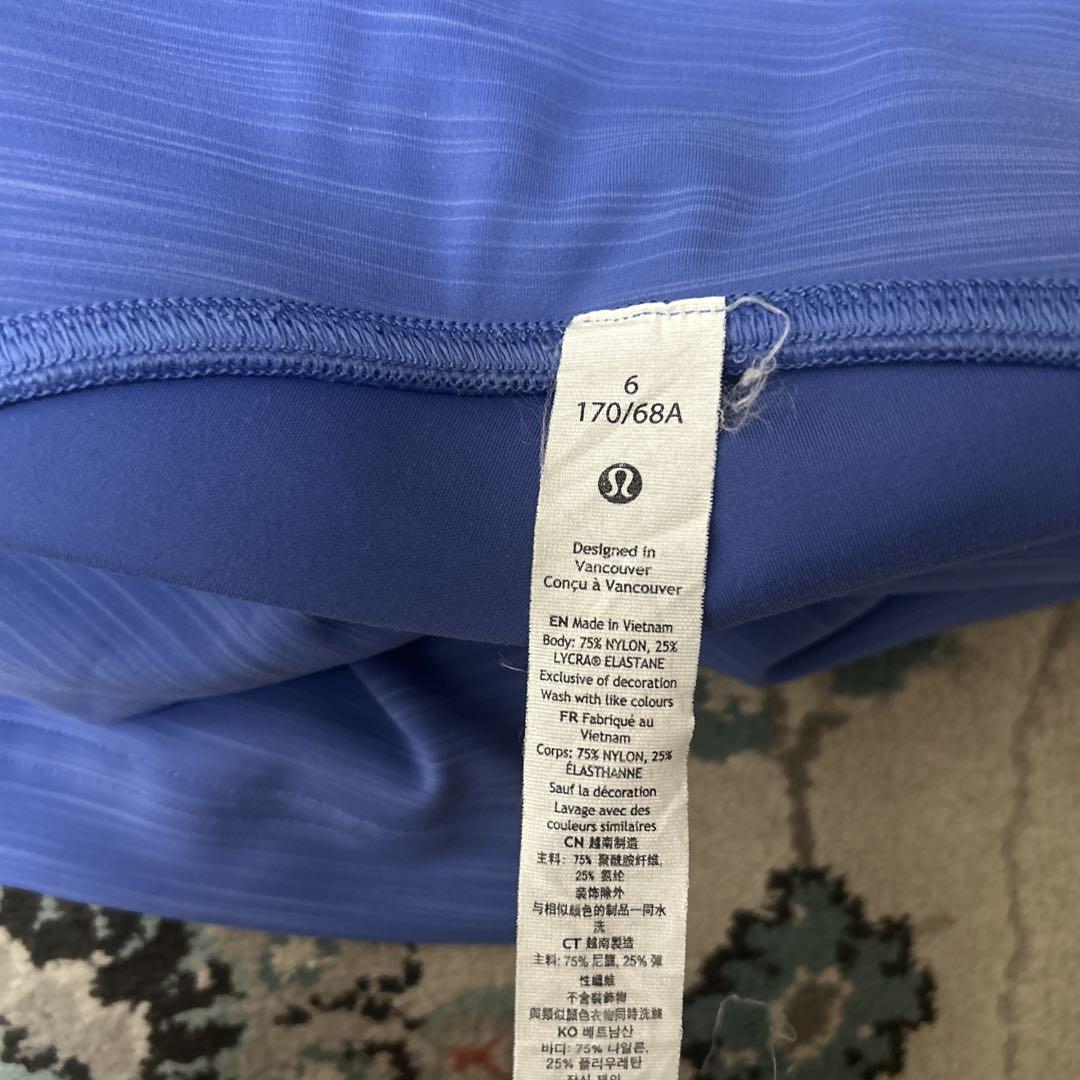 6
170/68A
Designed in
Vancouver
Conçu à Vancouver
EN Made in Vietnam
Body: 75% NYLON, 25%
LYCRA® ELASTANE
Exclusive of decoration
Wash with like colours
FR Fabriqué au
Vietnam
Corps: 75% NYLON, 25%
ÉLASTHANNE
Sauf la décoration
Lavage avec des
couleurs similaires
CN 越南制造
主料: 75% 聚酰胺纤维,
25% 氨纶
装饰除外
与相似颜色的制品一同水
洗
CT 越南製造
主料: 75% 尼龍, 25% 彈
性纖維
不含裝飾物
與類似顏色衣物同時洗滌
KO 베트남산
바디: 75% 나일론,
25% 폴리우레탄
장식 제외